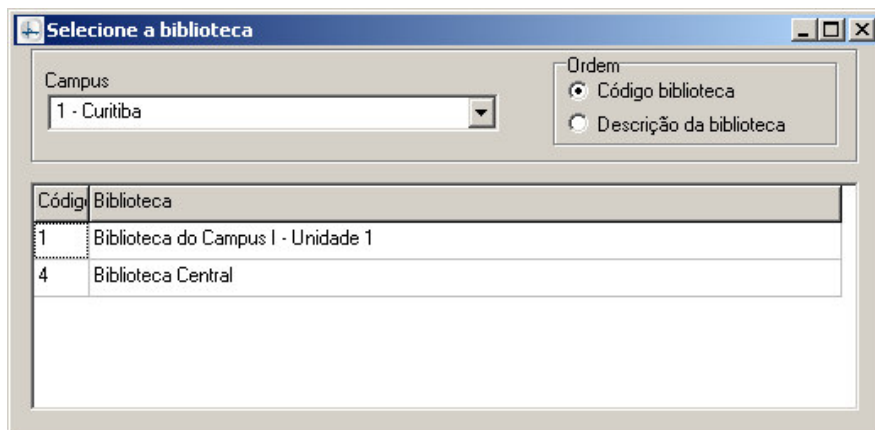 Selecione a biblioteca
Campus
1 - Curitiba
Ordem
Código biblioteca
Descrição da biblioteca
Código Biblioteca
1 Biblioteca do Campus I - Unidade 1
4 Biblioteca Central